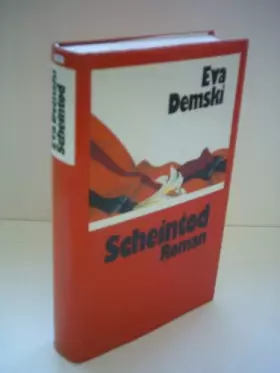 Eva
Demski
Scheintod
Roman
Eva Demski
Scheintod